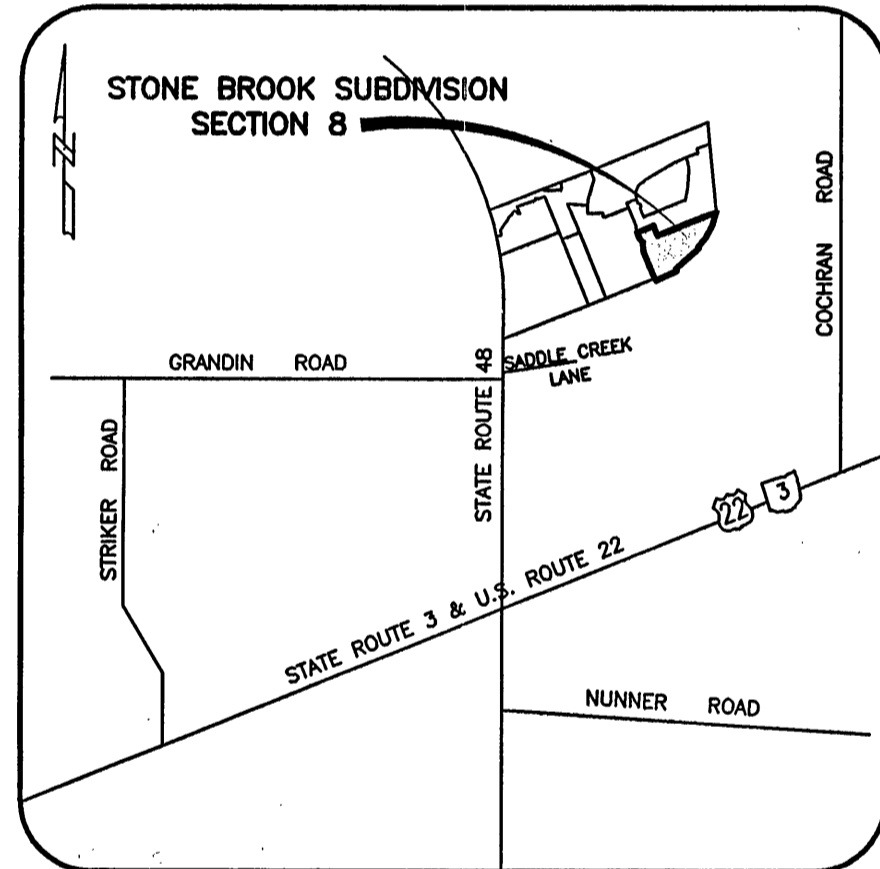 STONE BROOK SUBDIVISION
SECTION 8
N
COCHRAN ROAD
GRANDIN ROAD
STATE ROUTE 48
SADDLE CREEK
LANE
STRIKER ROAD
22
3
STATE ROUTE 3 & U.S. ROUTE 22
NUNNER ROAD